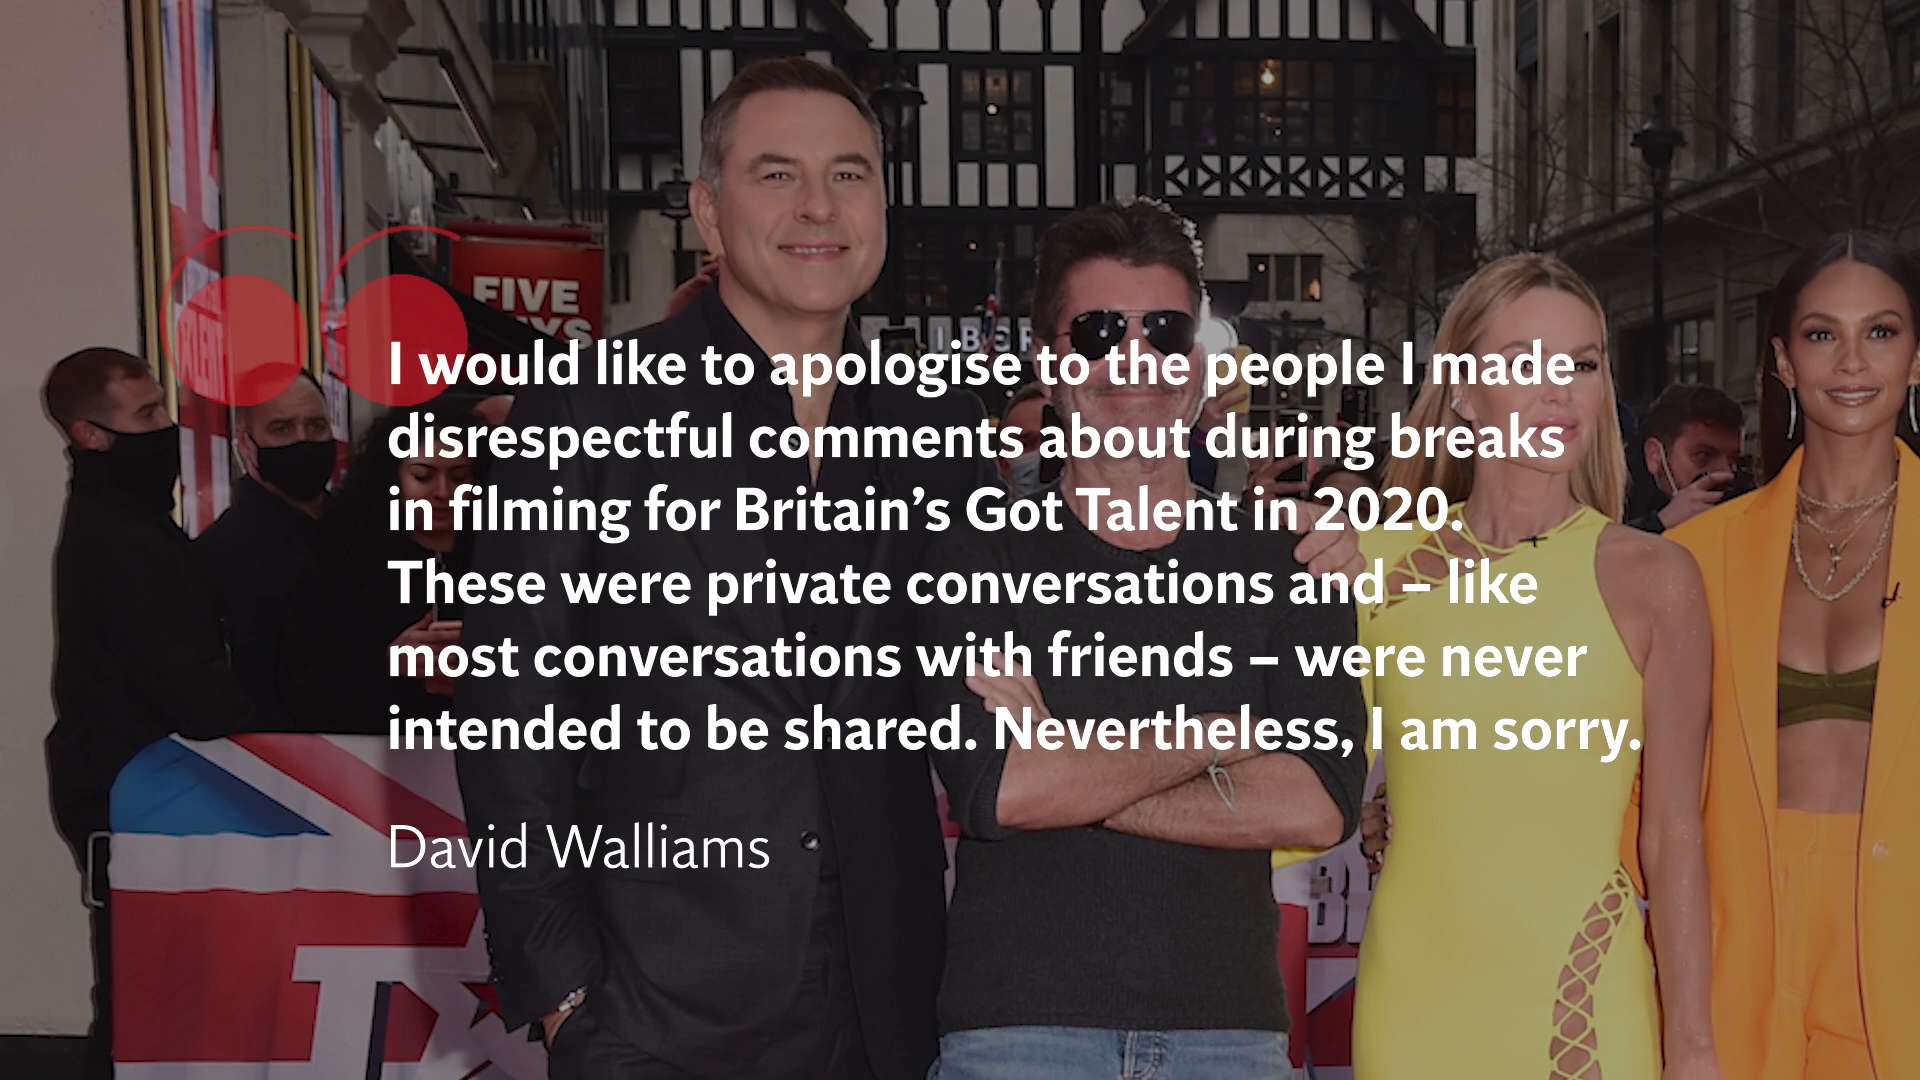 FIVE
I would like to apologise to the people I made
disrespectful comments about during breaks
in filming for Britain’s Got Talent in 2020.
These were private conversations and – like
most conversations with friends – were never
intended to be shared. Nevertheless, I am sorry.
David Walliams